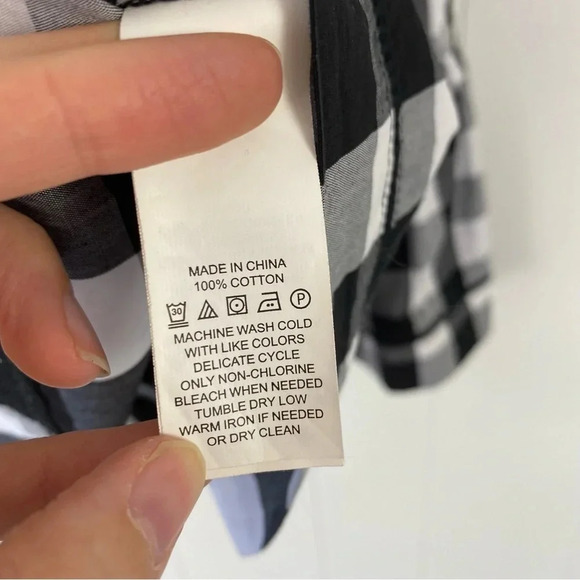 MADE IN CHINA
100% COTTON
30 P
MACHINE WASH COLD
WITH LIKE COLORS
DELICATE CYCLE
ONLY NON-CHLORINE
BLEACH WHEN NEEDED
TUMBLE DRY LOW
WARM IRON IF NEEDED
OR DRY CLEAN